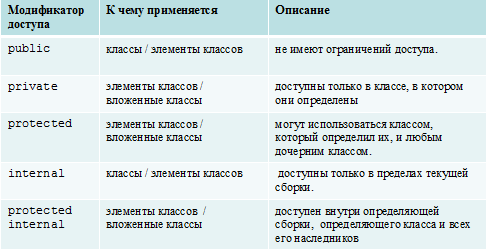 Модификатор доступа
К чему применяется
Описание
public
классы / элементы классов
не имеют ограничений доступа.
private
элементы классов /
вложенные классы
доступны только в классе, в котором
они определены
protected
элементы классов /
вложенные классы
могут использоваться классом,
который определил их, и любым
дочерним классом.
internal
классы / элементы классов
доступны только в пределах текущей
сборки.
protected
internal
элементы классов /
вложенные классы
доступен внутри определяющей
сборки, определяющего класса и всех
его наследников